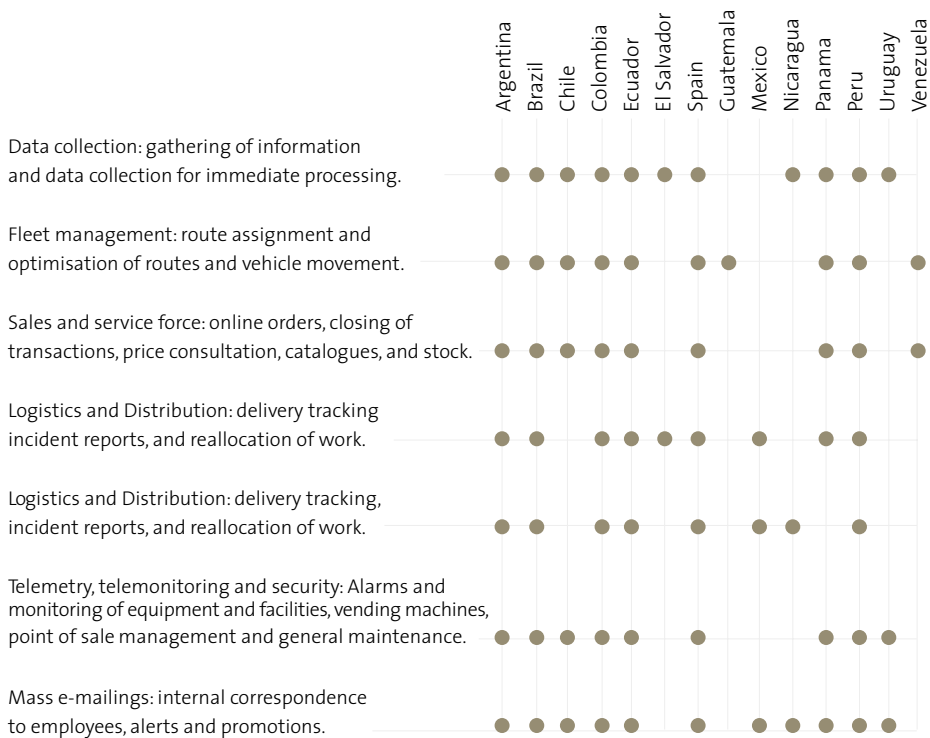 Argentina
Brazil
Chile
Colombia
Ecuador
El Salvador
Spain
Guatemala
Mexico
Nicaragua
Panama
Peru
Uruguay
Venezuela
Data collection: gathering of information
and data collection for immediate processing.
Fleet management: route assignment and
optimisation of routes and vehicle movement.
Sales and service force: online orders, closing of
transactions, price consultation, catalogues, and stock.
Logistics and Distribution: delivery tracking
incident reports, and reallocation of work.
Logistics and Distribution: delivery tracking,
incident reports, and reallocation of work.
Telemetry, telemonitoring and security: Alarms and
monitoring of equipment and facilities, vending machines,
point of sale management and general maintenance.
Mass e-mailings: internal correspondence
to employees, alerts and promotions.